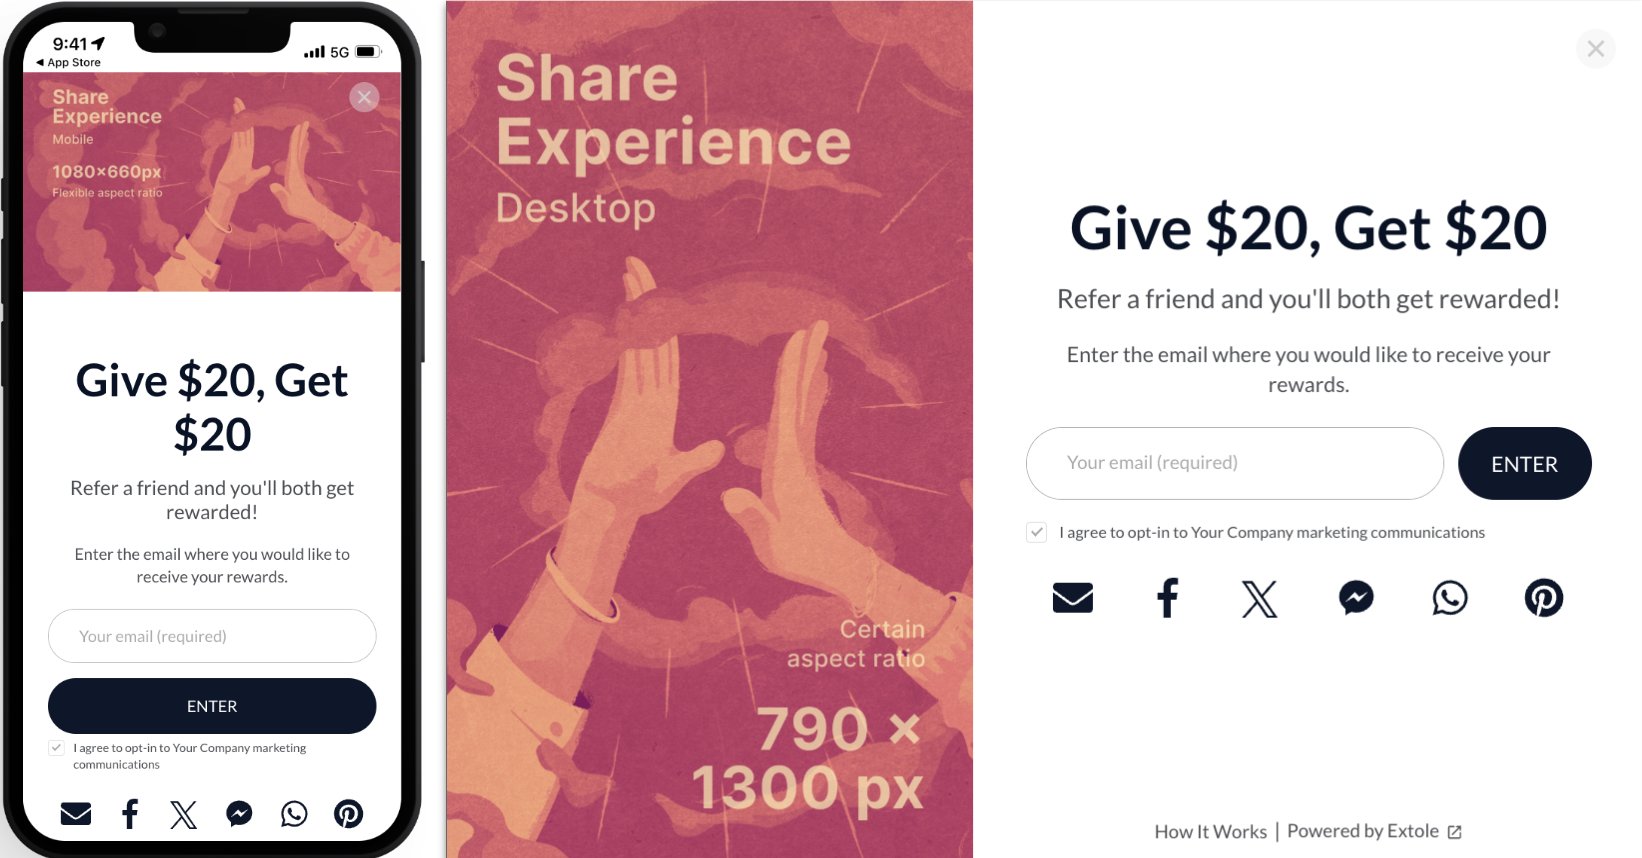 9:41
5G
◄ App Store
Share
Experience
Mobile
1080×660px
Flexible aspect ratio
Give $20, Get
$20
Refer a friend and you'll both get
rewarded!
Enter the email where you would like to
receive your rewards.
Your email (required)
ENTER
I agree to opt-in to Your Company marketing
communications
Share
Experience
Desktop
Certain
aspect ratio
790 ×
1300 px
Give $20, Get $20
Refer a friend and you'll both get rewarded!
Enter the email where you would like to receive your
rewards.
Your email (required)
ENTER
I agree to opt-in to Your Company marketing communications
How It Works | Powered by Extole